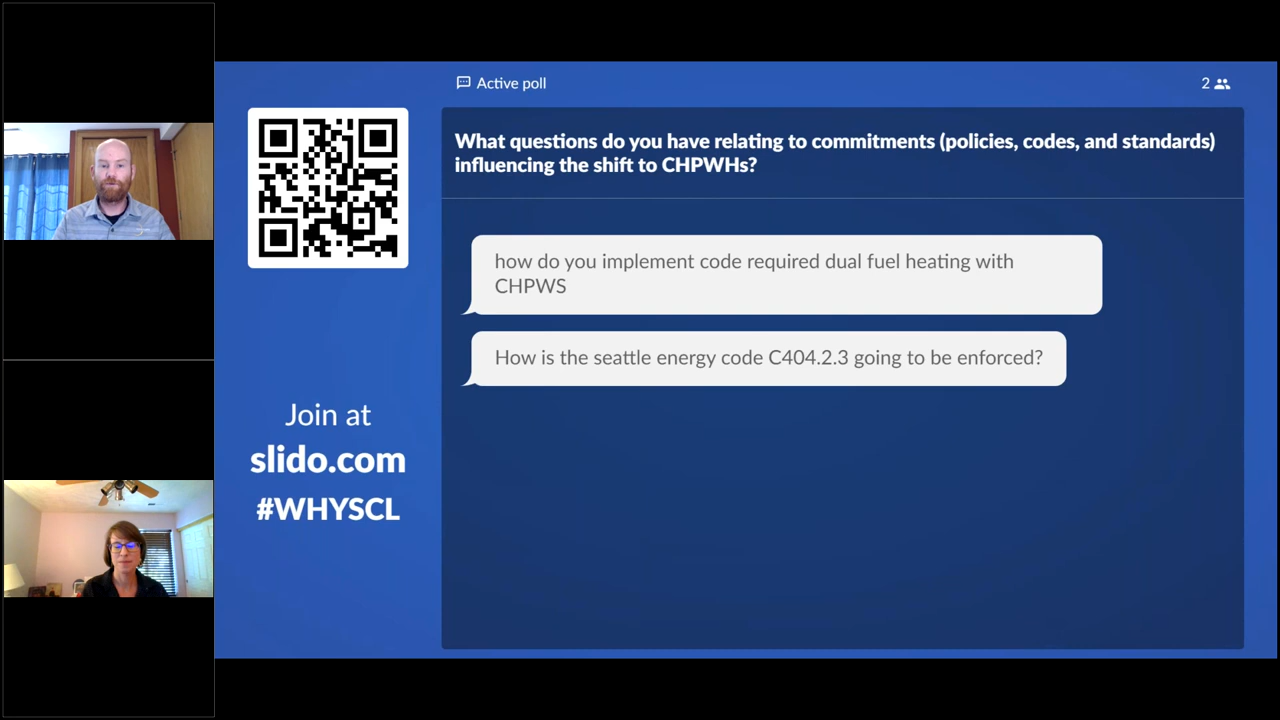 Active poll
2
What questions do you have relating to commitments (policies, codes, and standards)
influencing the shift to CHPWHs?
how do you implement code required dual fuel heating with
CHPWS
How is the seattle energy code C404.2.3 going to be enforced?
Join at
slido.com
#WHYSCL